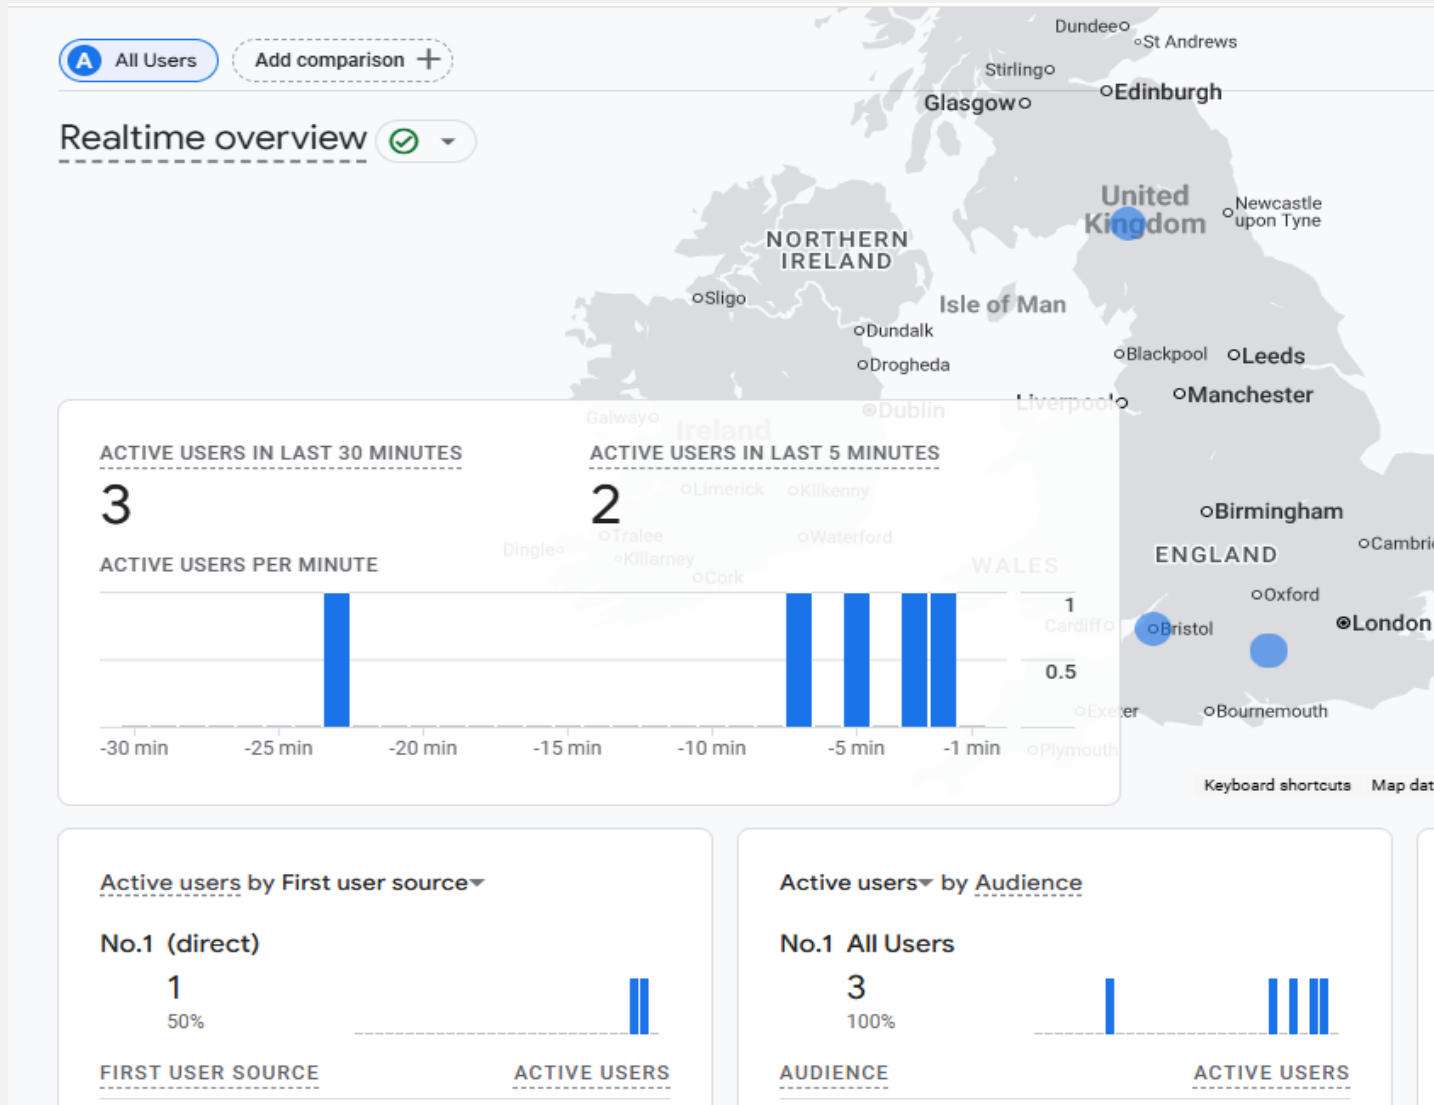 A All Users
Add comparison +
Realtime overview
Dundee
St Andrews
Stirling
Glasgow
Edinburgh
United
Kingdom
Newcastle
upon Tyne
NORTHERN
IRELAND
Sligo
Isle of Man
Dundalk
Drogheda
Blackpool
Leeds
Manchester
Liverpool
Galway
Dublin
Ireland
Limerick
Kilkenny
Tralee
Waterford
Dingle
Killarney
Cork
WALES
Birmingham
ENGLAND
Cambri
Oxford
Cardiff
Bristol
London
Exeter
Bournemouth
Plymouth
Keyboard shortcuts
Map dat
ACTIVE USERS IN LAST 30 MINUTES
3
ACTIVE USERS IN LAST 5 MINUTES
2
ACTIVE USERS PER MINUTE
1
0.5
-30 min
-25 min
-20 min
-15 min
-10 min
-5 min
-1 min
Active users by First user source
No.1 (direct)
1
50%
FIRST USER SOURCE
ACTIVE USERS
Active users by Audience
No.1 All Users
3
100%
AUDIENCE
ACTIVE USERS